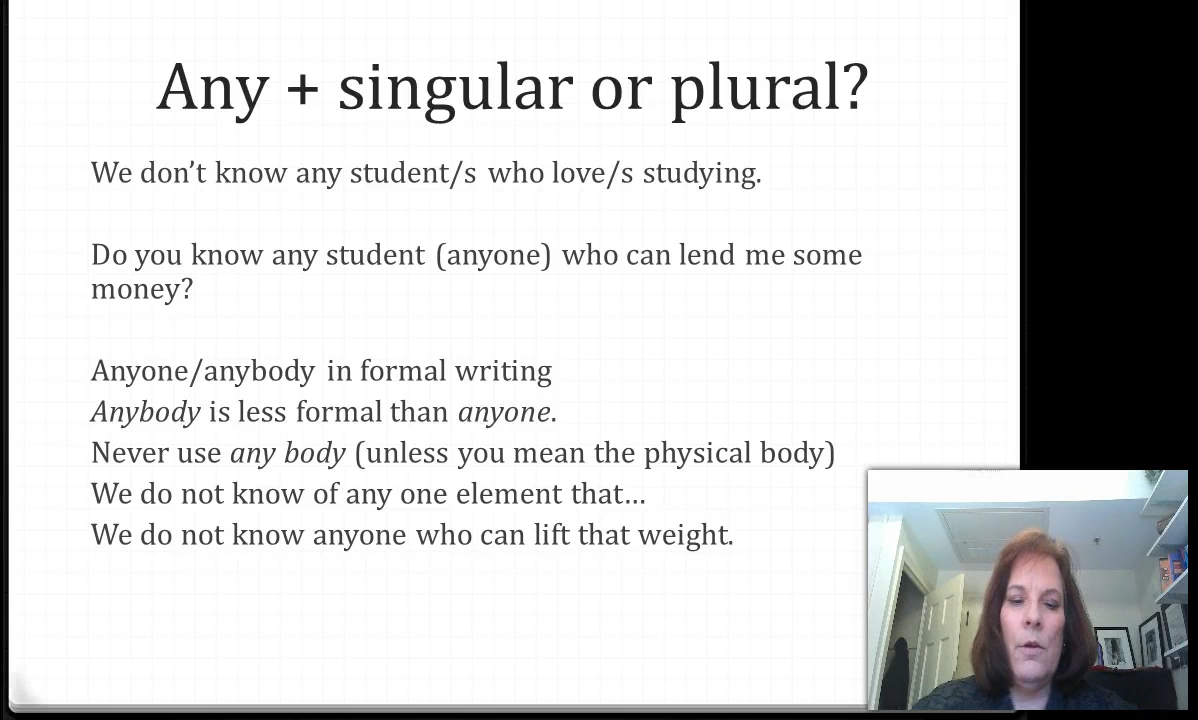 Any + singular or plural?
We don’t know any student/s who love/s studying.
Do you know any student (anyone) who can lend me some
money?
Anyone/anybody in formal writing
Anybody is less formal than anyone.
Never use any body (unless you mean the physical body)
We do not know of any one element that…
We do not know anyone who can lift that weight.